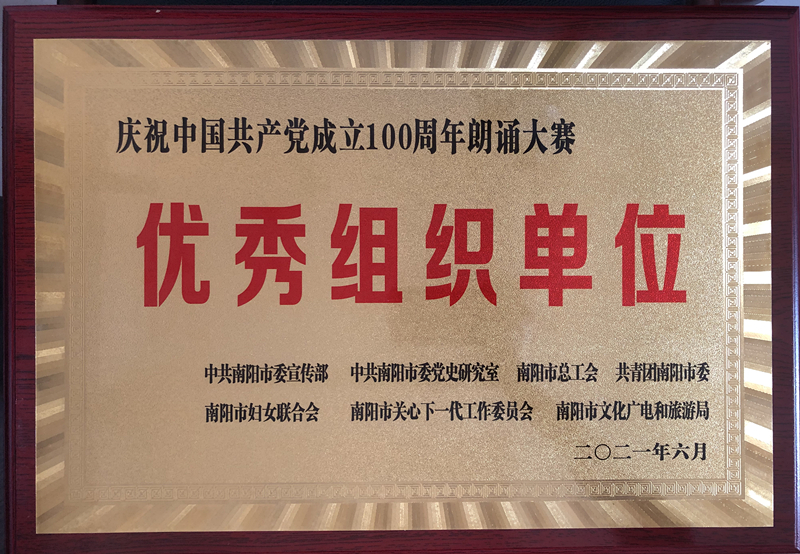 庆祝中国共产党成立100周年朗诵大赛
优秀组织单位
中共南阳市委宣传部 中共南阳市委党史研究室 南阳市总工会 共青团南阳市委
南阳市妇女联合会 南阳市关心下一代工作委员会 南阳市文化广电和旅游局
二〇二一年六月